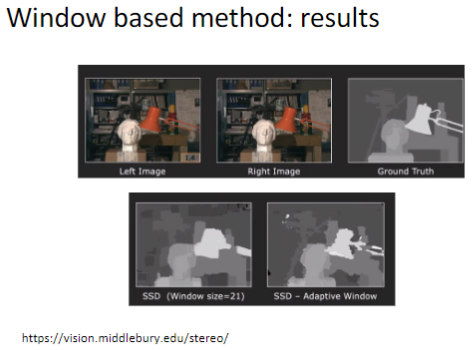 Window based method: results
Left Image
Right Image
Ground Truth
SSD (Window size=21)
SSD – Adaptive Window
https://vision.middlebury.edu/stereo/